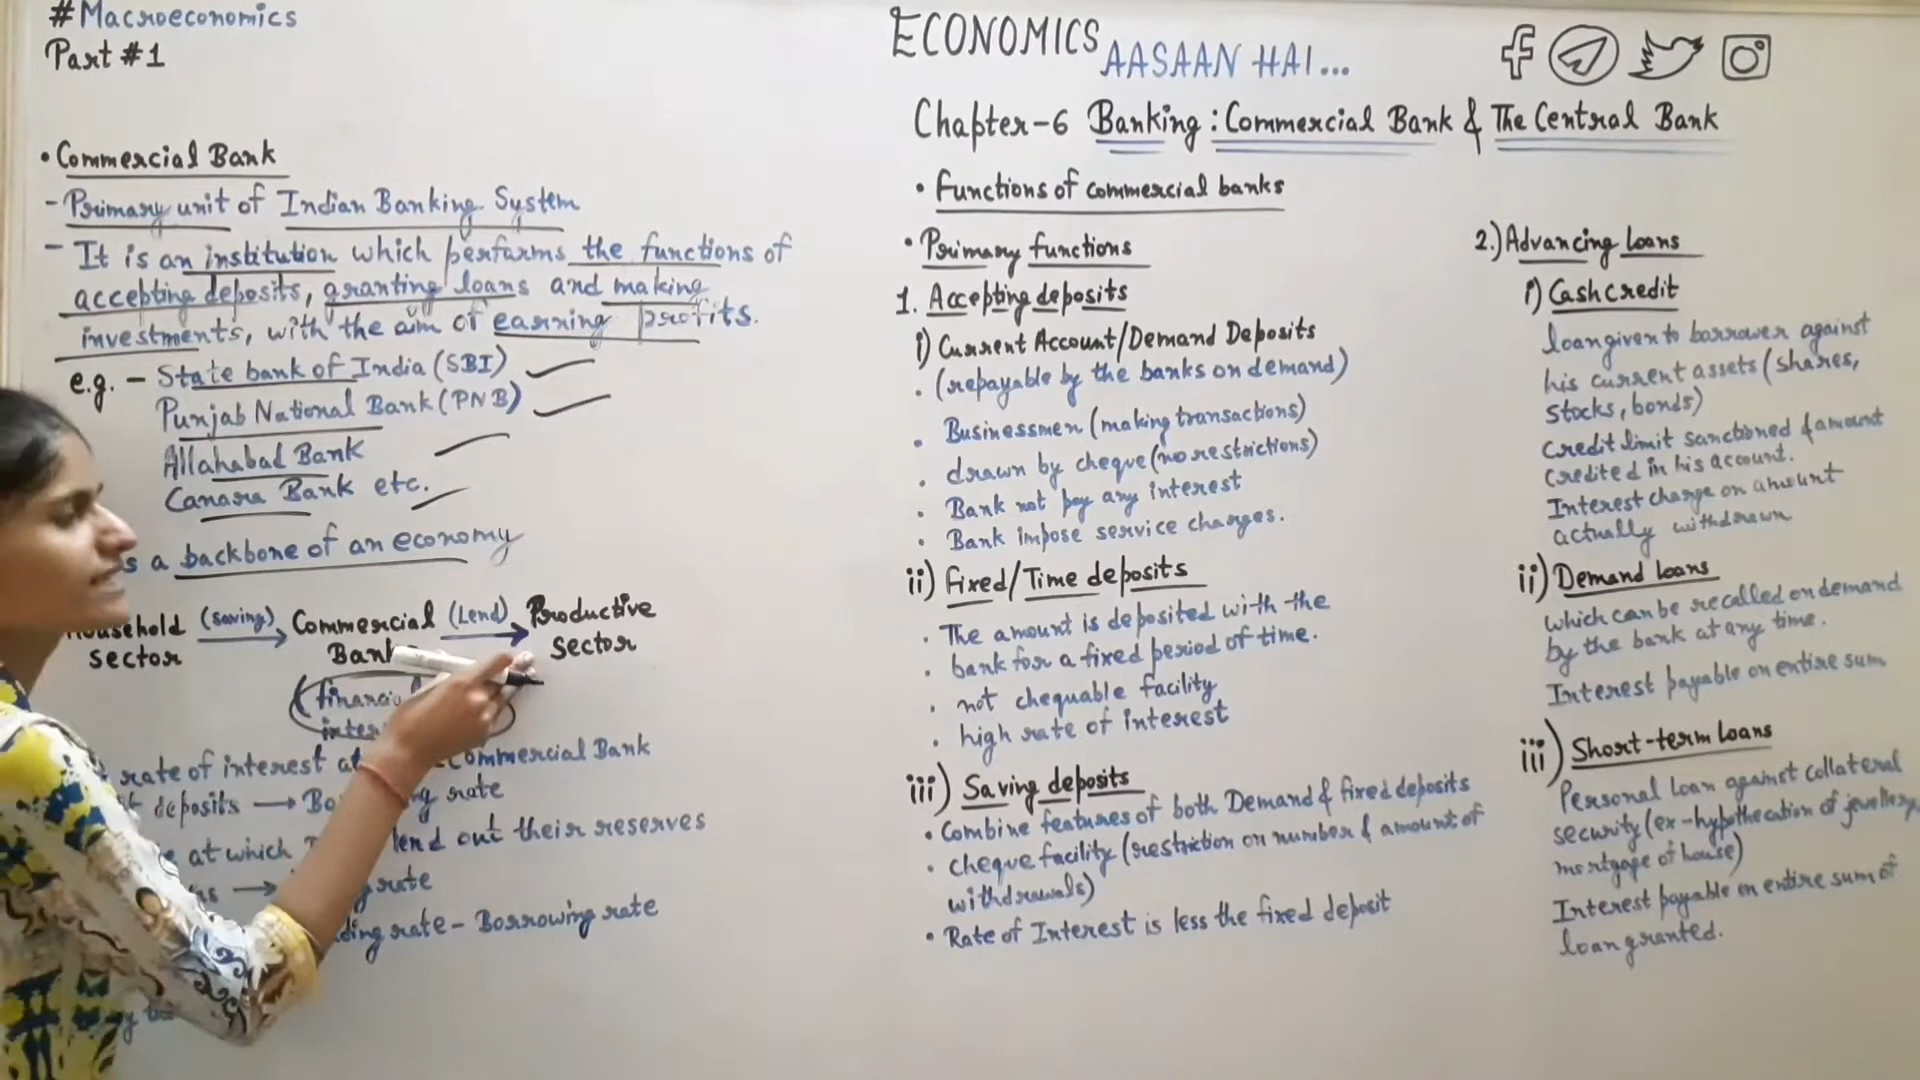 #Macroeconomics
Part #1
• Commercial Bank
- Primary unit of Indian Banking System
- It is an institution which performs the functions of
accepting deposits, granting loans and making
investments, with the aim of earning profits.
e.g. - State bank of India (SBI)
Punjab National Bank (PNB)
Allahabad Bank
Canara Bank etc.
s a backbone of an economy
Household (saving) Commercial (Lend) Productive
sector Bank sector
rate of interest at Commercial Bank
deposits → rate
at which lend out their reserves
→ rate
rate - Borrowing rate
ECONOMICS
AASAAN HAI...
Chapter-6 Banking : Commercial Bank & The Central Bank
• Functions of commercial banks
• Primary functions
1. Accepting deposits
i) Current Account/Demand Deposits
• (repayable by the banks on demand)
• Businessmen (making transactions)
• drawn by cheque (no restrictions)
• Bank not pay any interest
• Bank impose service charges.
ii) Fixed/Time deposits
• The amount is deposited with the
• bank for a fixed period of time.
• not chequable facility
• high rate of interest
iii) Saving deposits
• Combine features of both Demand & fixed deposits
• cheque facility (restriction on number & amount of
withdrawals)
• Rate of Interest is less the fixed deposit
2.) Advancing loans
i) Cash credit
loan given to borrower against
his current assets (shares,
stocks, bonds)
Credit limit sanctioned & amount
credited in his account.
Interest charge on amount
actually withdrawn
ii) Demand loans
which can be recalled on demand
by the bank at any time.
Interest payable on entire sum
iii) Short-term loans
Personal loan against collateral
security (ex-hypothecation of jewellery,
mortgage of house)
Interest payable on entire sum of
loan granted.